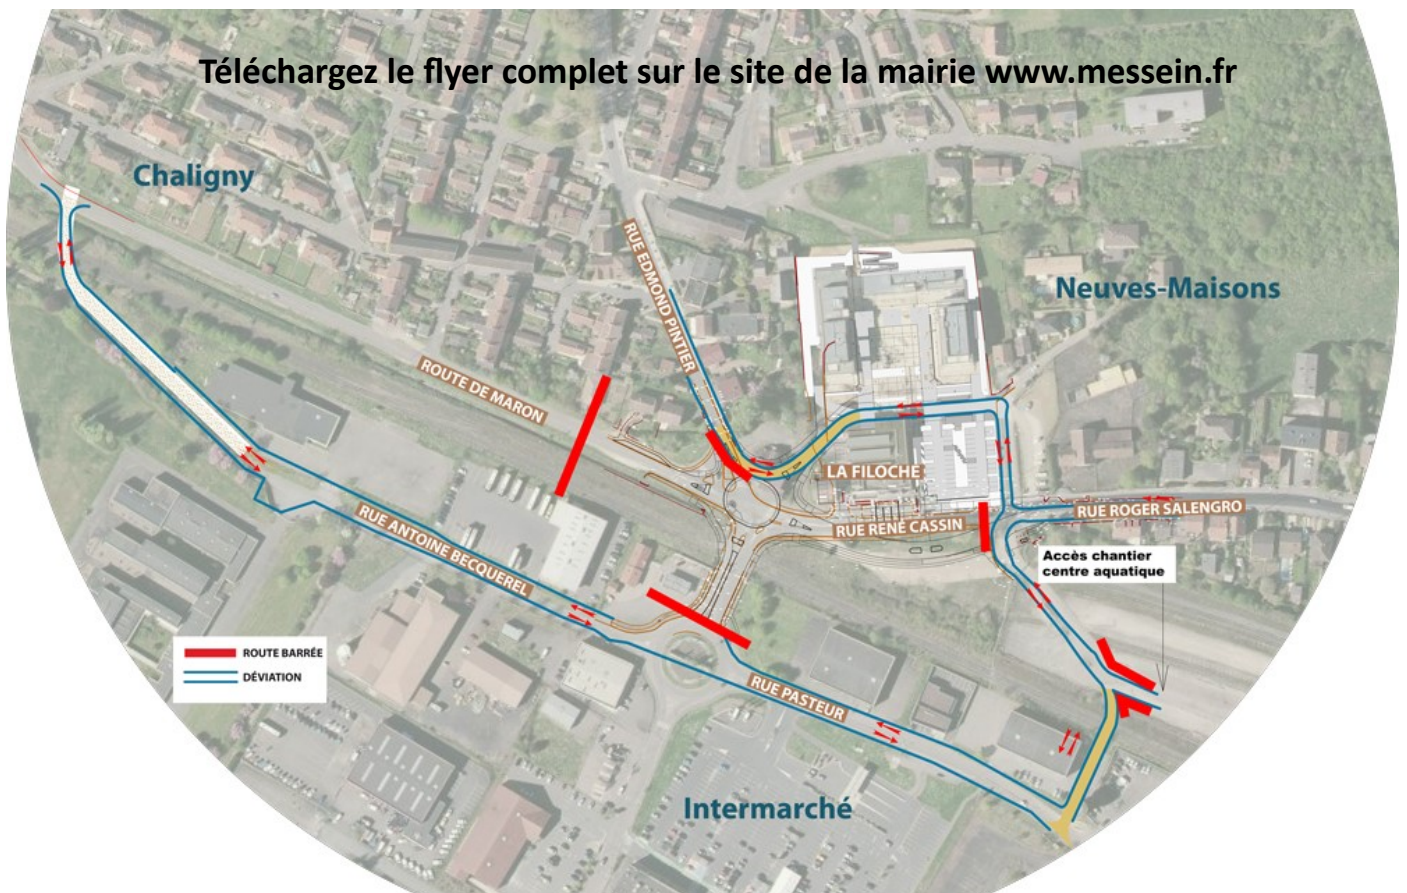 Téléchargez le flyer complet sur le site de la mairie www.messein.fr
Chaligny
RUE EDMOND PINTIER
Neuves-Maisons
ROUTE DE MARON
LA FILOCHE
RUE ROGER SALENGRO
RUE RENÉ CASSIN
RUE ANTOINE BECQUEREL
Accès chantier
centre aquatique
ROUTE BARRÉE
DÉVIATION
RUE PASTEUR
Intermarché